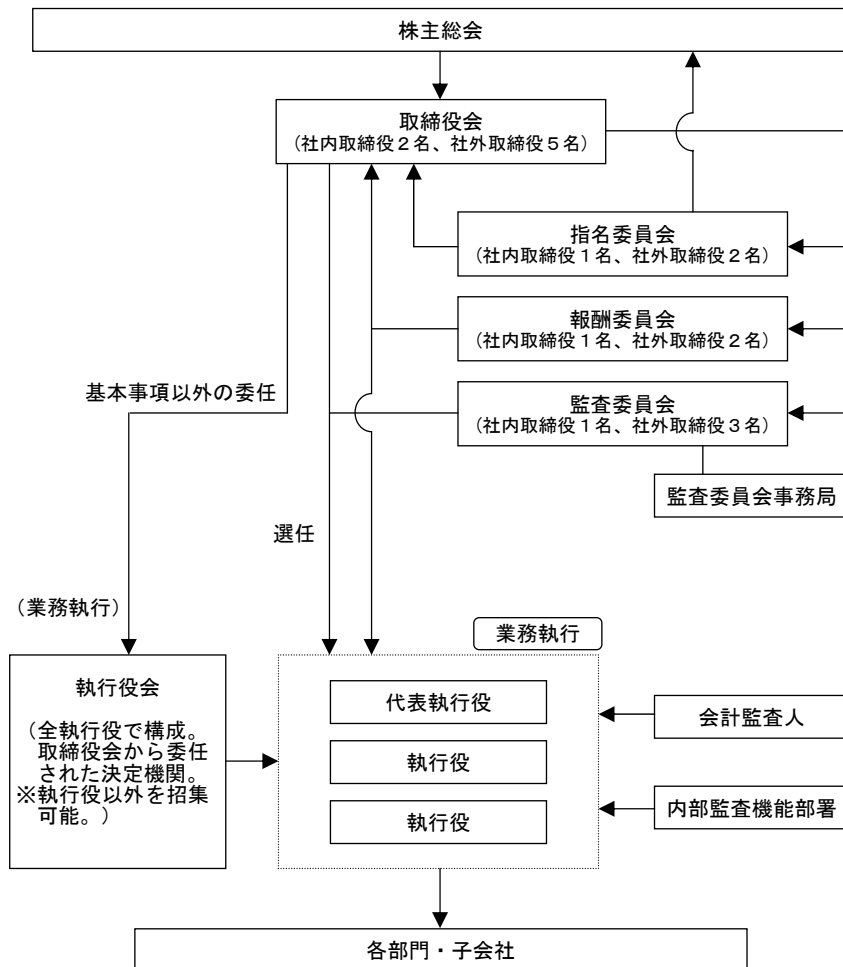 株主総会
取締役会
（社内取締役２名、社外取締役５名）
指名委員会
（社内取締役１名、社外取締役２名）
報酬委員会
（社内取締役１名、社外取締役２名）
基本事項以外の委任
監査委員会
（社内取締役１名、社外取締役３名）
監査委員会事務局
選任
（業務執行）
業務執行
執行役会
（全執行役で構成。
取締役会から委任
された決定機関。
※執行役以外を招集
可能。）
代表執行役
執行役
執行役
会計監査人
内部監査機能部署
各部門・子会社